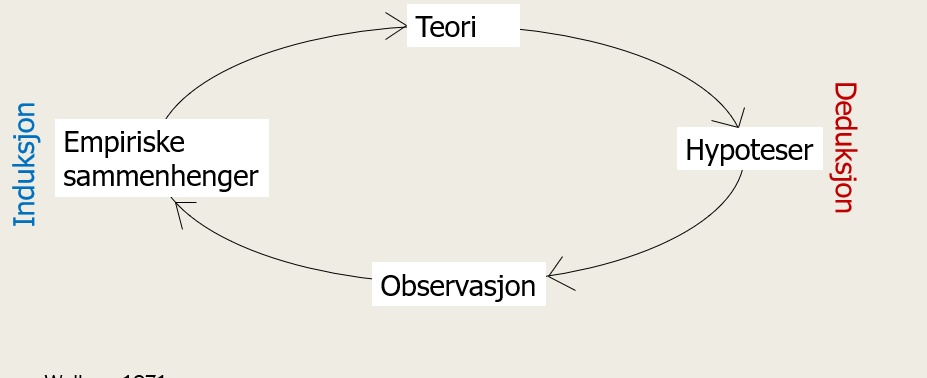 Teori
Induksjon
Empiriske
sammenhenger
Hypoteser
Deduksjon
Observasjon